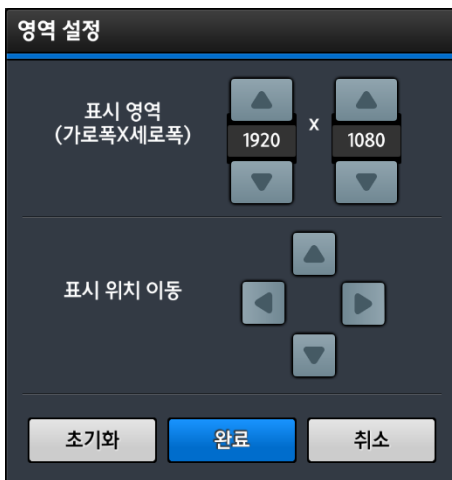 영역 설정
표시 영역
(가로폭X세로폭)
1920 x 1080
표시 위치 이동
초기화 완료 취소